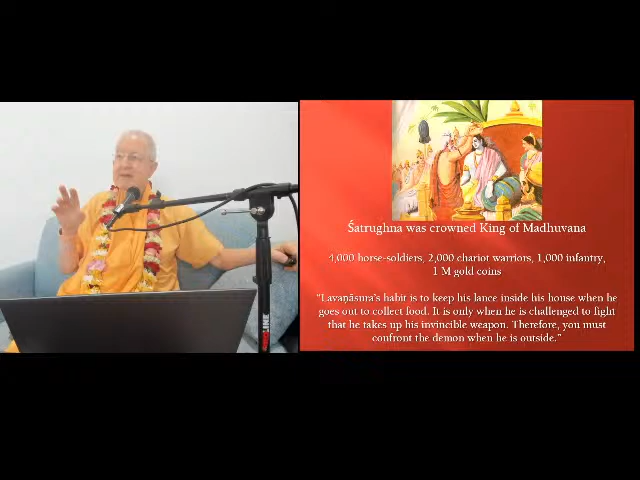 Śatrughna was crowned King of Madhuvana
4,000 horse-soldiers, 2,000 chariot warriors, 1,000 infantry,
1 M gold coins
“Lavaṇāsura’s habit is to keep his lance inside his house when he
goes out to collect food. It is only when he is challenged to fight
that he takes up his invincible weapon. Therefore, you must
confront the demon when he is outside.”